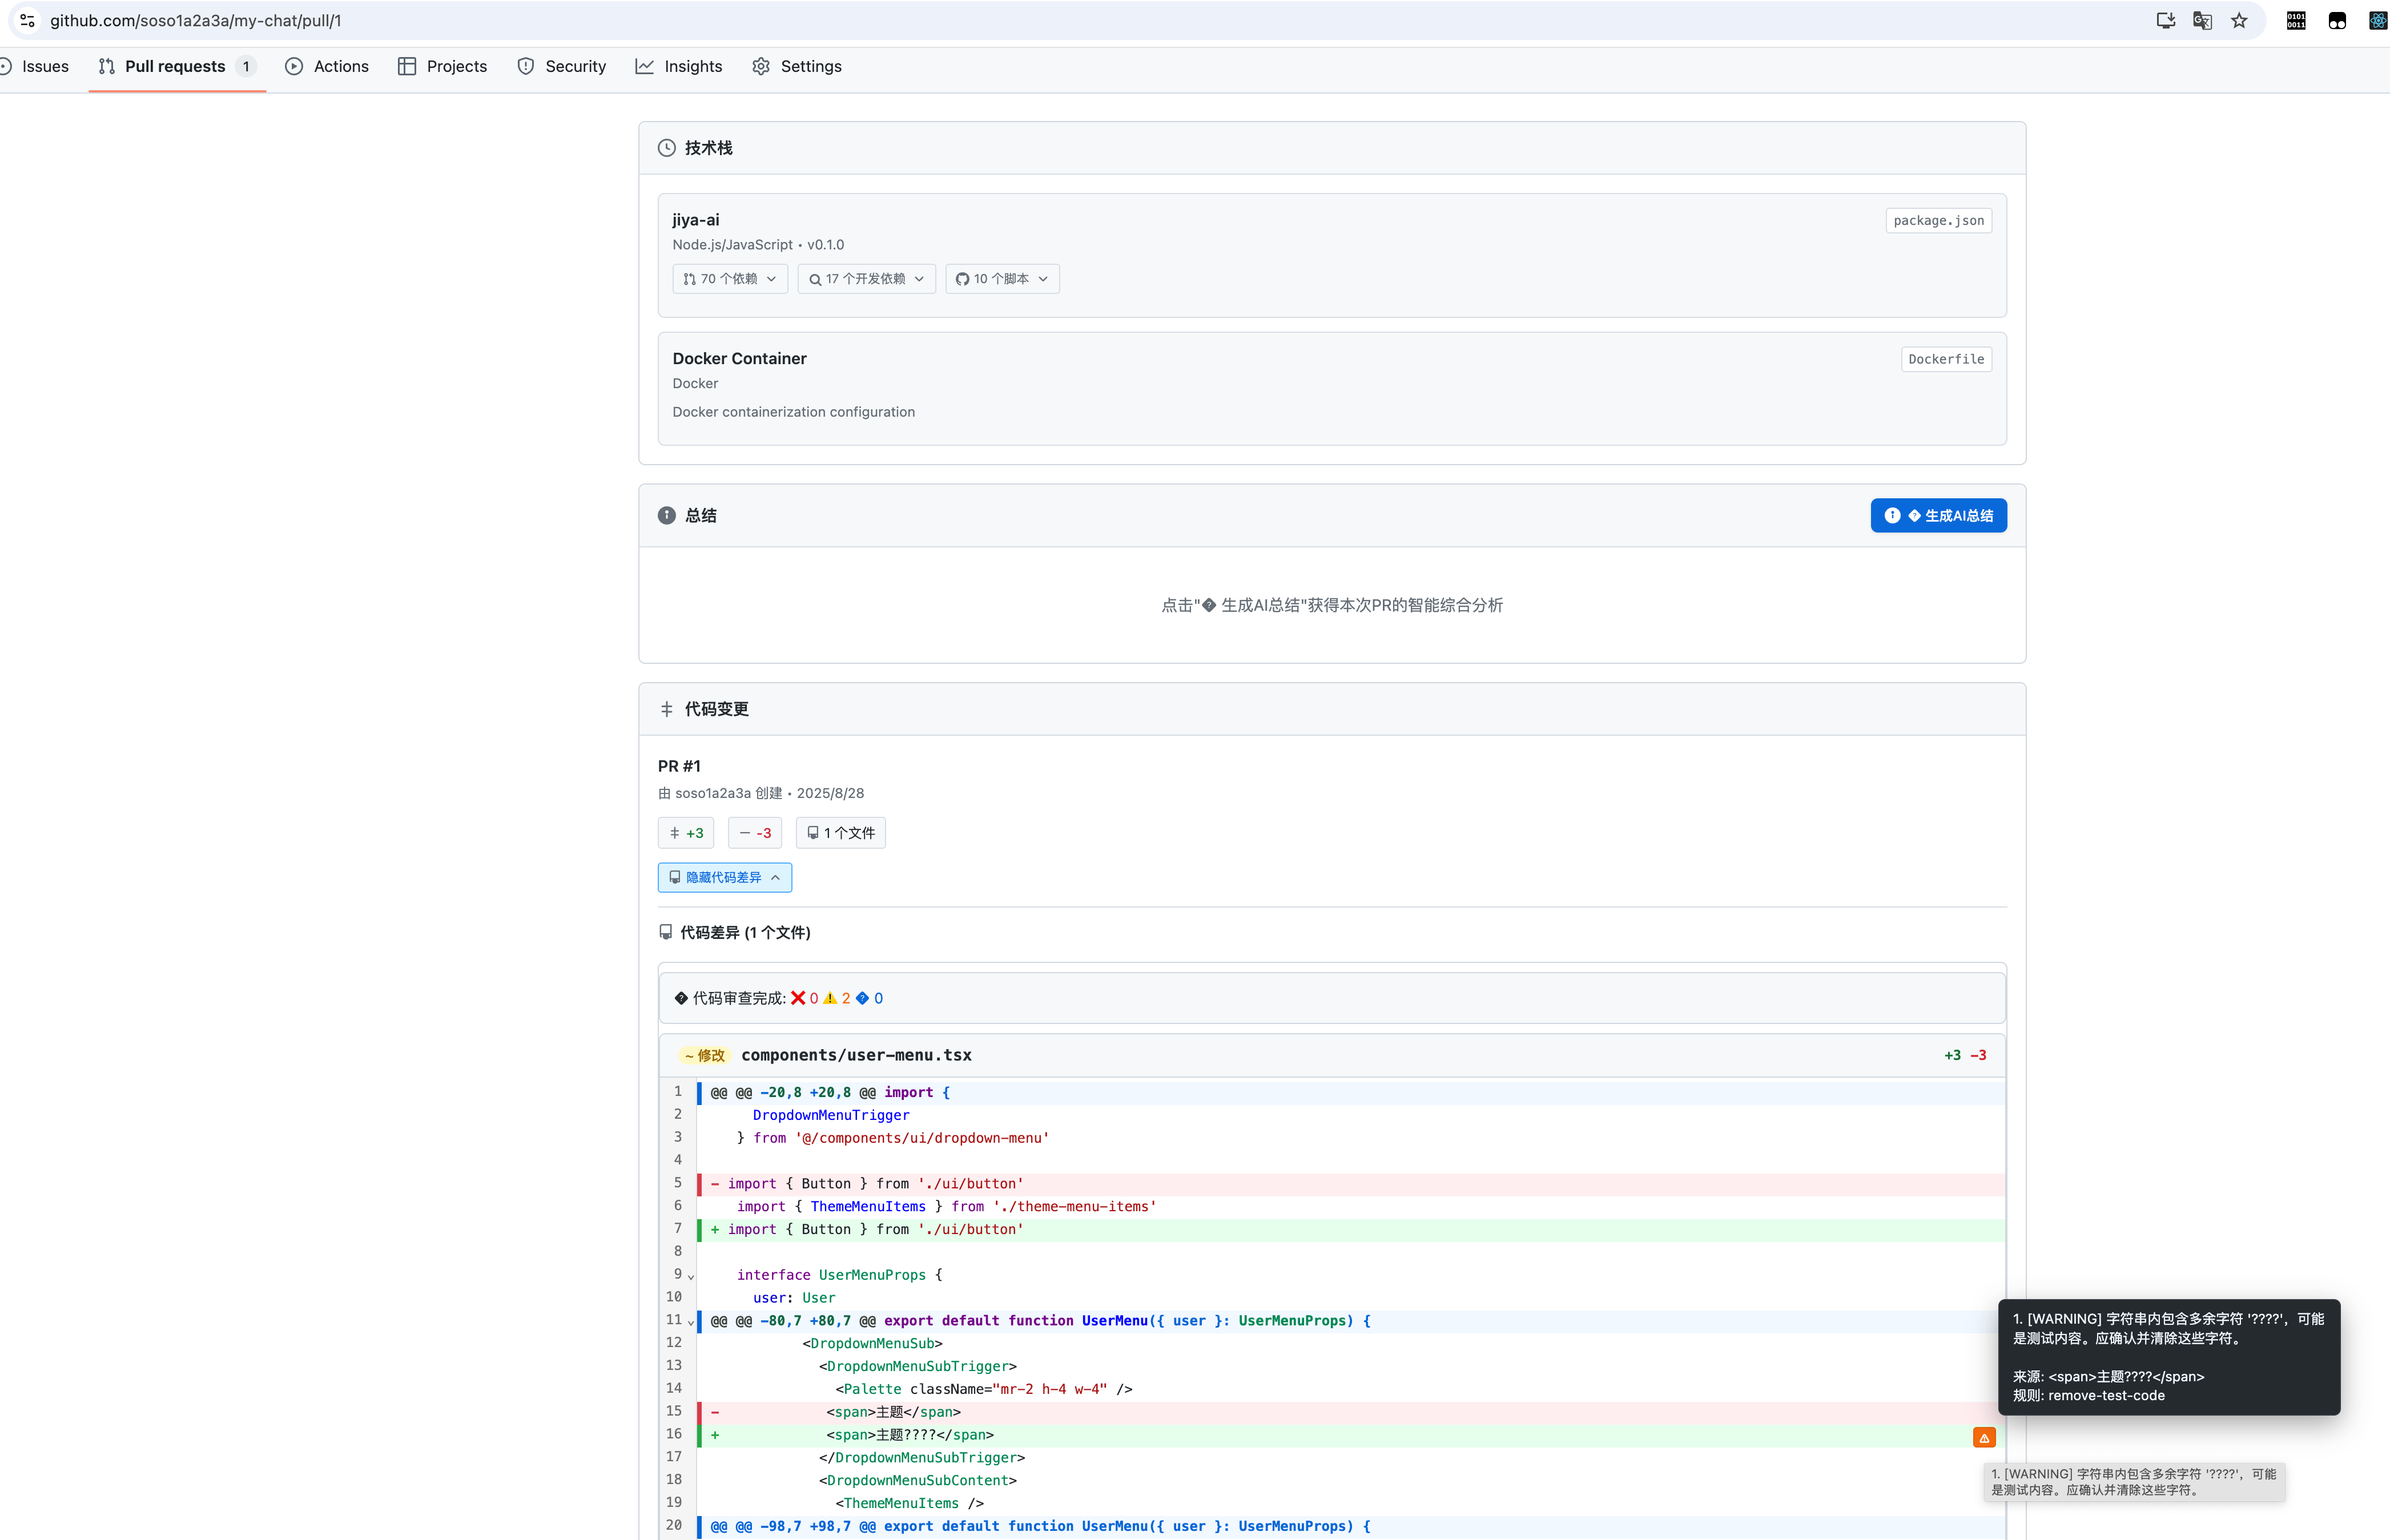 github.com/soso1a2a3a/my-chat/pull/1
Issues
Pull requests 1
Actions
Projects
Security
Insights
Settings
技术栈
jiya-ai
package.json
Node.js/JavaScript • v0.1.0
70 个依赖
17 个开发依赖
10 个脚本
Docker Container
Dockerfile
Docker
Docker containerization configuration
总结
生成AI总结
点击"� 生成AI总结"获得本次PR的智能综合分析
代码变更
PR #1
由 soso1a2a3a 创建 • 2025/8/28
+3
-3
1 个文件
隐藏代码差异
代码差异 (1 个文件)
� 代码审查完成: ❌ 0 ⚠️ 2 � 0
~ 修改 components/user-menu.tsx
+3 -3
1 @@ @@ -20,8 +20,8 @@ import {
2 DropdownMenuTrigger
3 } from '@/components/ui/dropdown-menu'
4
5 - import { Button } from './ui/button'
6 import { ThemeMenuItems } from './theme-menu-items'
7 + import { Button } from './ui/button'
8
9 interface UserMenuProps {
10 user: User
11 @@ @@ -80,7 +80,7 @@ export default function UserMenu({ user }: UserMenuProps) {
12 <DropdownMenuSub>
13 <DropdownMenuSubTrigger>
14 <Palette className="mr-2 h-4 w-4" />
15 - <span>主题</span>
16 + <span>主题????</span>
17 </DropdownMenuSubTrigger>
18 <DropdownMenuSubContent>
19 <ThemeMenuItems />
20 @@ @@ -98,7 +98,7 @@ export default function UserMenu({ user }: UserMenuProps) {
1. [WARNING] 字符串内包含多余字符 '????'，可能
是测试内容。应确认并清除这些字符。
来源: <span>主题????</span>
规则: remove-test-code
1. [WARNING] 字符串内包含多余字符 '????'，可能
是测试内容。应确认并清除这些字符。